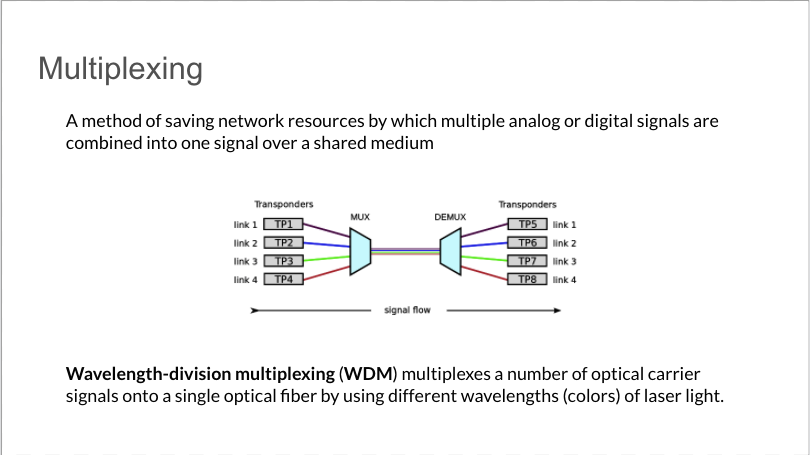 Multiplexing
A method of saving network resources by which multiple analog or digital signals are
combined into one signal over a shared medium
Transponders
Transponders
MUX
DEMUX
link 1 TP1
TP5 link 1
link 2 TP2
TP6 link 2
link 3 TP3
TP7 link 3
link 4 TP4
TP8 link 4
signal flow
Wavelength-division multiplexing (WDM) multiplexes a number of optical carrier
signals onto a single optical fiber by using different wavelengths (colors) of laser light.